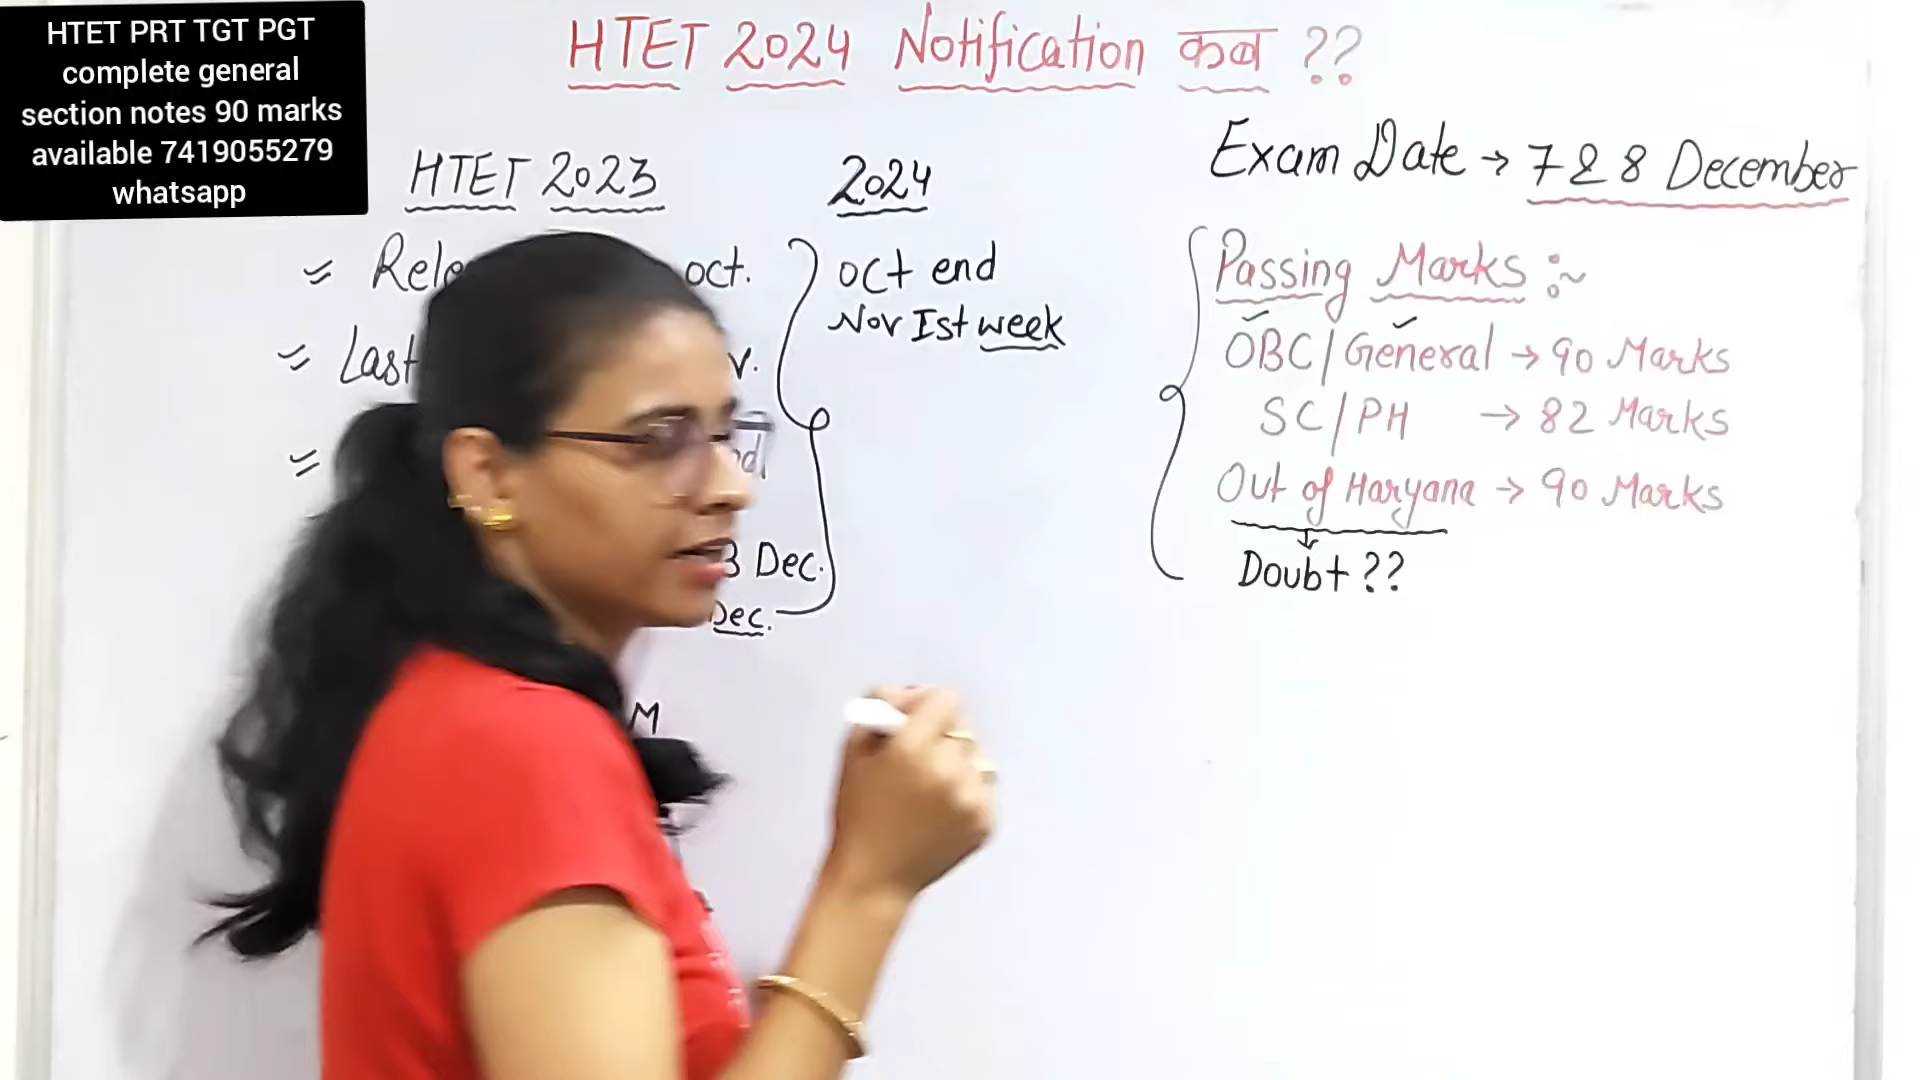 HTET PRT TGT PGT
complete general
section notes 90 marks
available 7419055279
whatsapp
HTET 2024 Notification कब ??
HTET 2023
2024
Exam Date → 7 & 8 December
oct.
Last
Dec.
Dec.
M
oct end
Nov Ist week
Passing Marks :~
OBC/General → 90 Marks
SC/PH → 82 Marks
Out of Haryana → 90 Marks
Doubt ??